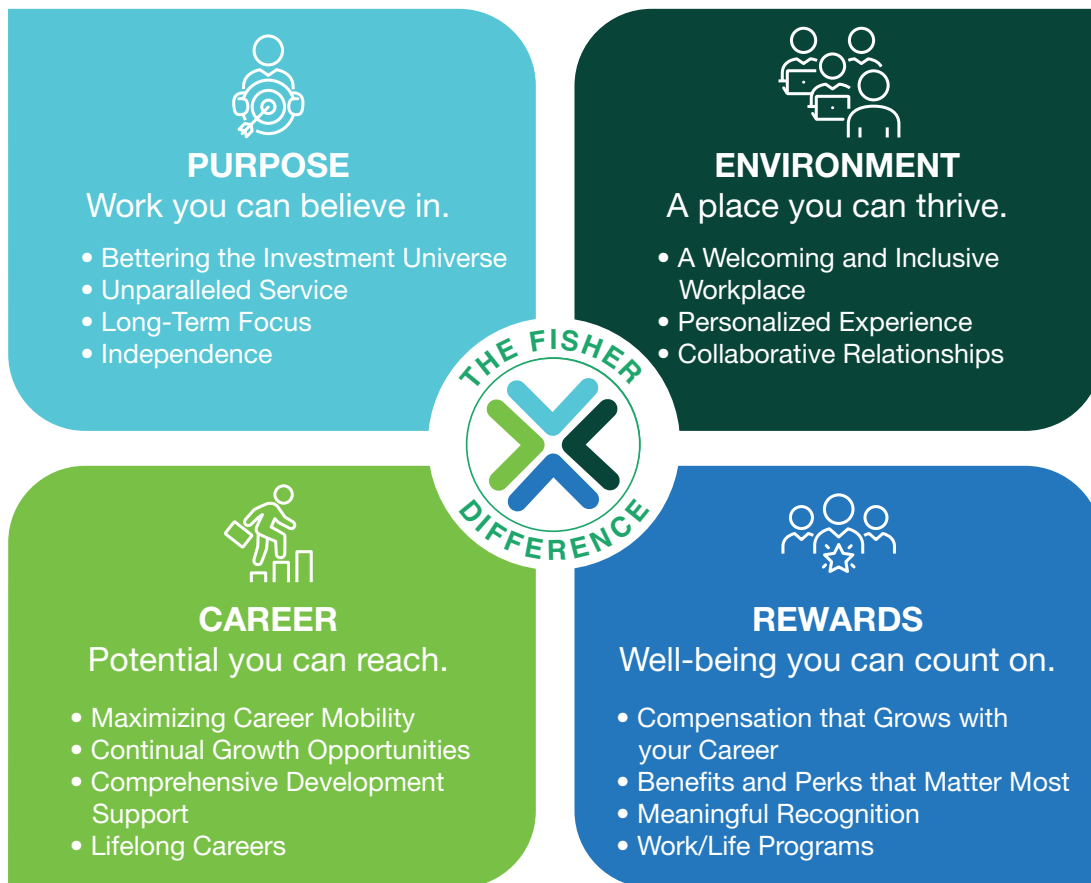 PURPOSE
Work you can believe in.
• Bettering the Investment Universe
• Unparalleled Service
• Long-Term Focus
• Independence
ENVIRONMENT
A place you can thrive.
• A Welcoming and Inclusive
Workplace
• Personalized Experience
• Collaborative Relationships
THE FISHER
DIFFERENCE
CAREER
Potential you can reach.
• Maximizing Career Mobility
• Continual Growth Opportunities
• Comprehensive Development
Support
• Lifelong Careers
REWARDS
Well-being you can count on.
• Compensation that Grows with
your Career
• Benefits and Perks that Matter Most
• Meaningful Recognition
• Work/Life Programs